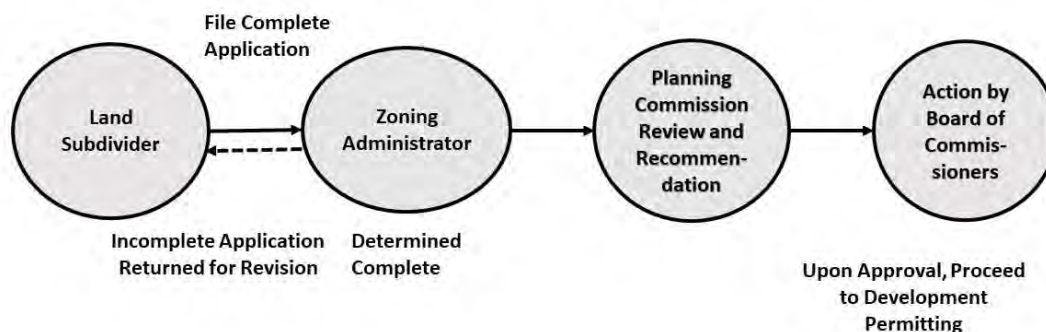 File Complete
Application
Land
Subdivider
Zoning
Administrator
Planning
Commission
Review and
Recommen-
dation
Action by
Board of
Commis-
sioners
Incomplete Application
Returned for Revision
Determined
Complete
Upon Approval, Proceed
to Development
Permitting